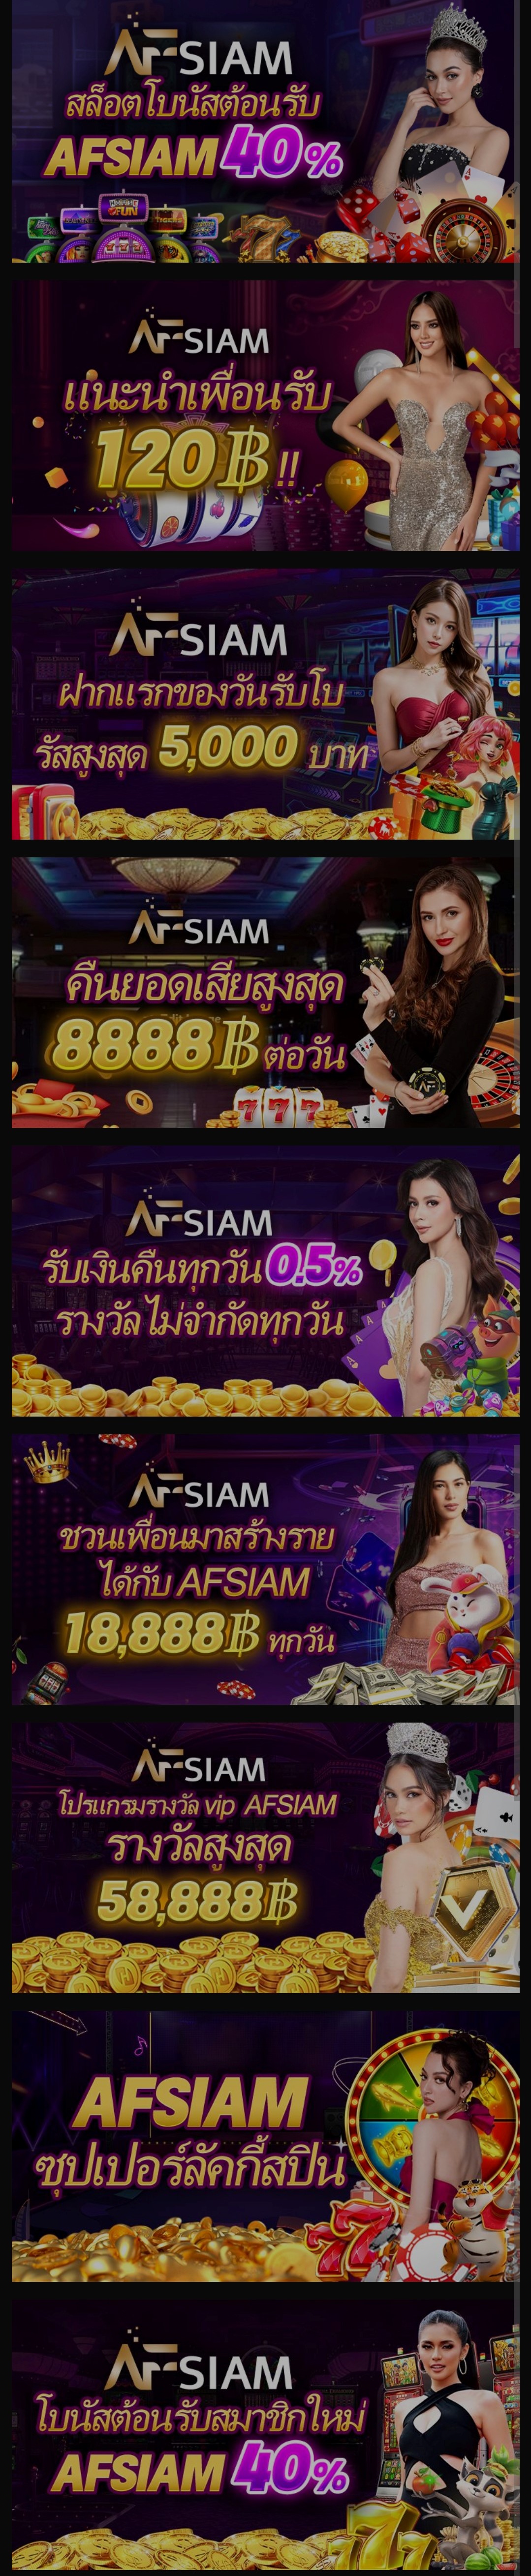 AFSIAM
สล็อตโบนัสต้อนรับ
AFSIAM 40%
AFSIAM
แนะนำเพื่อนรับ
120฿!!
AFSIAM
ฝากแรกของวันรับโบ
รัสสูงสุด 5,000 บาท
AFSIAM
คืนยอดเสียสูงสุด
8888฿ต่อวัน
AFSIAM
รับเงินคืนทุกวัน 0.5%
รางวัลไม่จำกัดทุกวัน
AFSIAM
ชวนเพื่อนมาสร้างราย
ได้กับ AFSIAM
18,888฿ ทุกวัน
AFSIAM
โปรแกรมรางวัล vip AFSIAM
รางวัลสูงสุด
58,888฿
AFSIAM
ซุปเปอร์ลัคกี้สปิน
AFSIAM
โบนัสต้อนรับสมาชิกใหม่
AFSIAM 40%